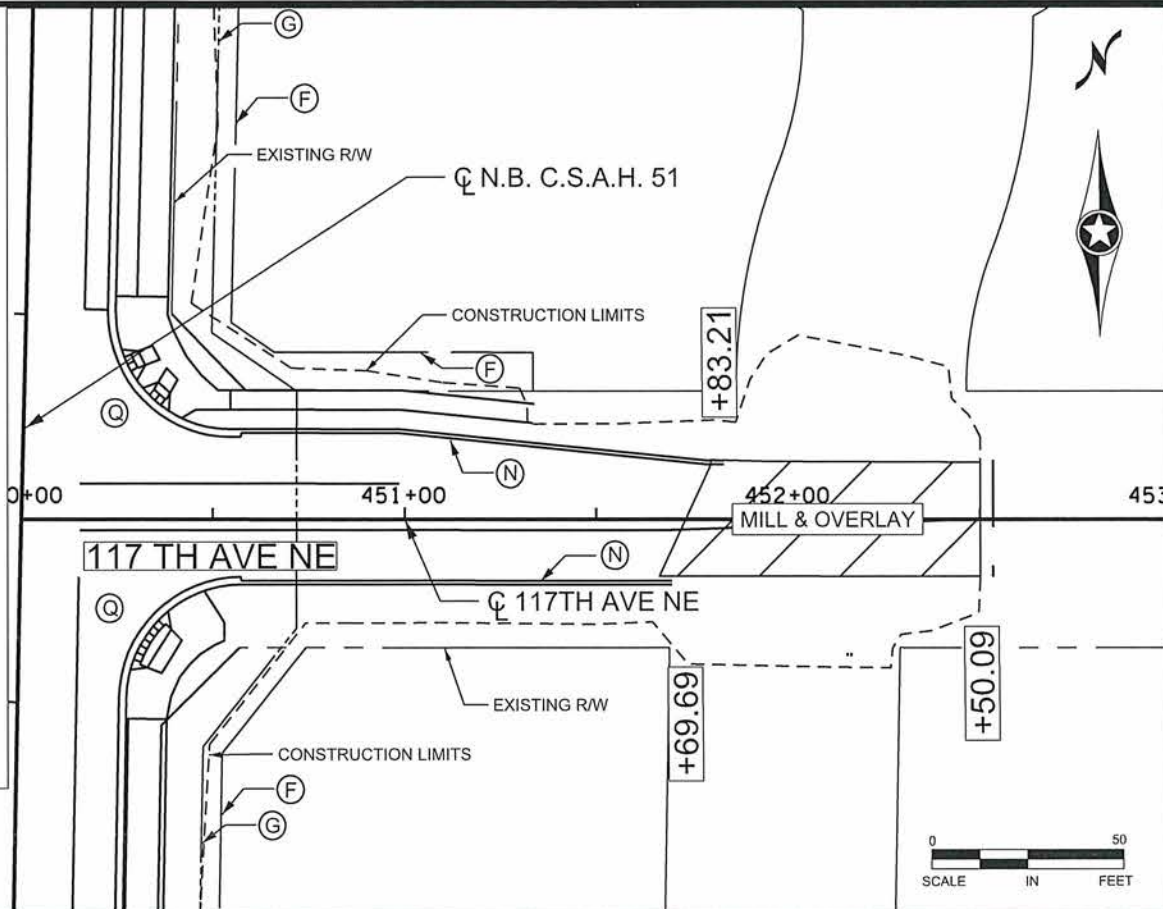 G
N
F
EXISTING R/W
℄ N.B. C.S.A.H. 51
CONSTRUCTION LIMITS
F
+83.21
Q
N
0+00
451+00
452+00
453
MILL & OVERLAY
117 TH AVE NE
N
Q
℄ 117TH AVE NE
+69.69
+50.09
EXISTING R/W
CONSTRUCTION LIMITS
F
G
0 50
SCALE IN FEET